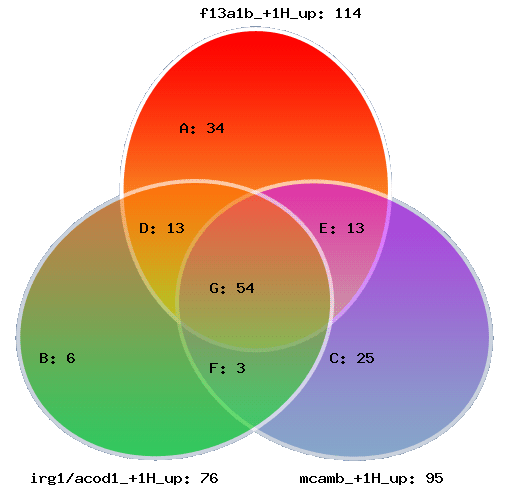 f13a1b_+1H_up: 114
A: 34
D: 13
E: 13
G: 54
B: 6
F: 3
C: 25
irg1/acod1_+1H_up: 76
mcamb_+1H_up: 95